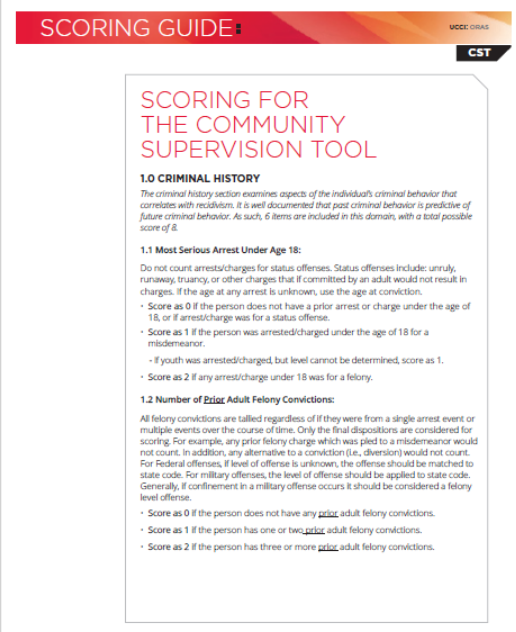 SCORING GUIDE:
UCCI: ORAS
CST
SCORING FOR
THE COMMUNITY
SUPERVISION TOOL
1.0 CRIMINAL HISTORY
The criminal history section examines aspects of the individual's criminal behavior that
correlates with recidivism. It is well documented that past criminal behavior is predictive of
future criminal behavior. As such, 6 items are included in this domain, with a total possible
score of 8.
1.1 Most Serious Arrest Under Age 18:
Do not count arrests/charges for status offenses. Status offenses include: unruly,
runaway, truancy, or other charges that if committed by an adult would not result in
charges. If the age at any arrest is unknown, use the age at conviction.
· Score as 0 if the person does not have a prior arrest or charge under the age of
18, or if arrest/charge was for a status offense.
· Score as 1 if the person was arrested/charged under the age of 18 for a
misdemeanor.
- If youth was arrested/charged, but level cannot be determined, score as 1.
· Score as 2 if any arrest/charge under 18 was for a felony.
1.2 Number of Prior Adult Felony Convictions:
All felony convictions are tallied regardless of if they were from a single arrest event or
multiple events over the course of time. Only the final dispositions are considered for
scoring. For example, any prior felony charge which was pled to a misdemeanor would
not count. In addition, any alternative to a conviction (i.e., diversion) would not count.
For Federal offenses, if level of offense is unknown, the offense should be matched to
state code. For military offenses, the level of offense should be applied to state code.
Generally, if confinement in a military offense occurs it should be considered a felony
level offense.
· Score as 0 if the person does not have any prior adult felony convictions.
· Score as 1 if the person has one or two prior adult felony convictions.
· Score as 2 if the person has three or more prior adult felony convictions.